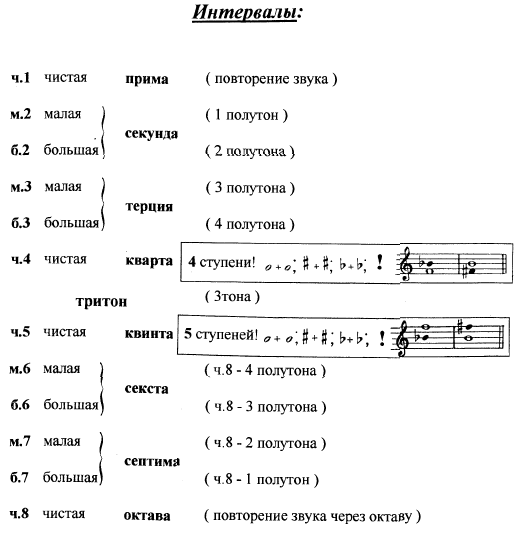 Интервалы:
ч.1 чистая прима ( повторение звука )
м.2 малая ( 1 полутон )
секунда
б.2 большая ( 2 полутона )
м.3 малая ( 3 полутона )
терция
б.3 большая ( 4 полутона )
ч.4 чистая кварта 4 ступени! о + о; # + #; ♭ + ♭; !
тритон ( 3тона )
ч.5 чистая квинта 5 ступеней! о + о; # + #; ♭ + ♭; !
м.6 малая ( ч.8 - 4 полутона )
секста
б.6 большая ( ч.8 - 3 полутона )
м.7 малая ( ч.8 - 2 полутона )
септима
б.7 большая ( ч.8 - 1 полутон )
ч.8 чистая октава ( повторение звука через октаву )